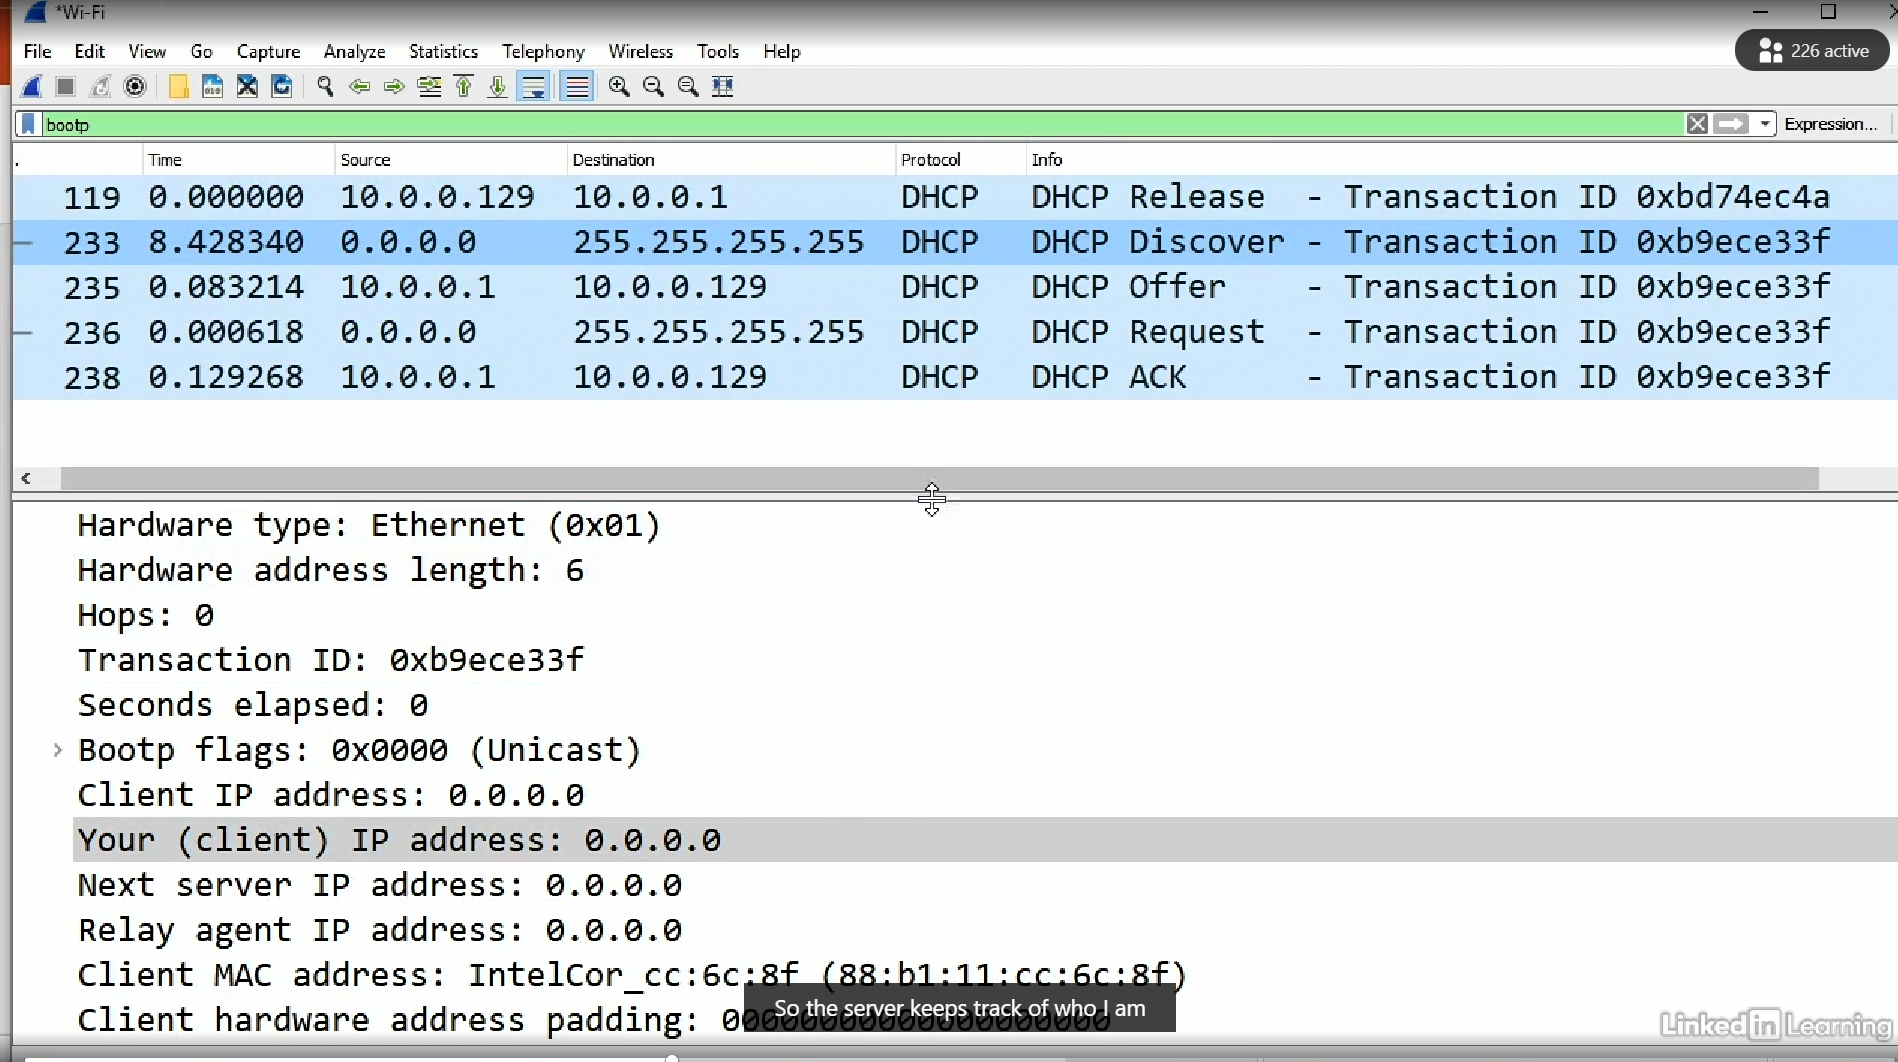 *Wi-Fi
File Edit View Go Capture Analyze Statistics Telephony Wireless Tools Help
226 active
bootp
Expression...
. Time Source Destination Protocol Info
119 0.000000 10.0.0.129 10.0.0.1 DHCP DHCP Release - Transaction ID 0xbd74ec4a
233 8.428340 0.0.0.0 255.255.255.255 DHCP DHCP Discover - Transaction ID 0xb9ece33f
235 0.083214 10.0.0.1 10.0.0.129 DHCP DHCP Offer - Transaction ID 0xb9ece33f
236 0.000618 0.0.0.0 255.255.255.255 DHCP DHCP Request - Transaction ID 0xb9ece33f
238 0.129268 10.0.0.1 10.0.0.129 DHCP DHCP ACK - Transaction ID 0xb9ece33f
Hardware type: Ethernet (0x01)
Hardware address length: 6
Hops: 0
Transaction ID: 0xb9ece33f
Seconds elapsed: 0
Bootp flags: 0x0000 (Unicast)
Client IP address: 0.0.0.0
Your (client) IP address: 0.0.0.0
Next server IP address: 0.0.0.0
Relay agent IP address: 0.0.0.0
Client MAC address: IntelCor_cc:6c:8f (88:b1:11:cc:6c:8f)
So the server keeps track of who I am
Client hardware address padding:
LinkedIn Learning